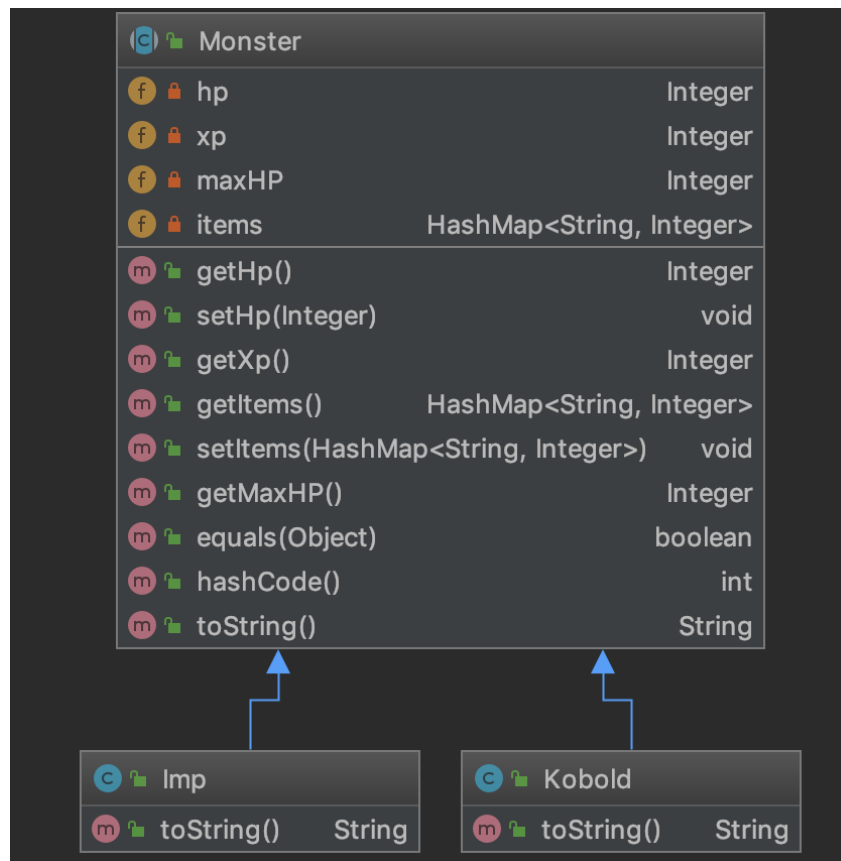 C Monster
f hp Integer
f xp Integer
f maxHP Integer
f items HashMap<String, Integer>
m getHp() Integer
m setHp(Integer) void
m getXp() Integer
m getItems() HashMap<String, Integer>
m setItems(HashMap<String, Integer>) void
m getMaxHP() Integer
m equals(Object) boolean
m hashCode() int
m toString() String
C Imp
m toString() String
C Kobold
m toString() String